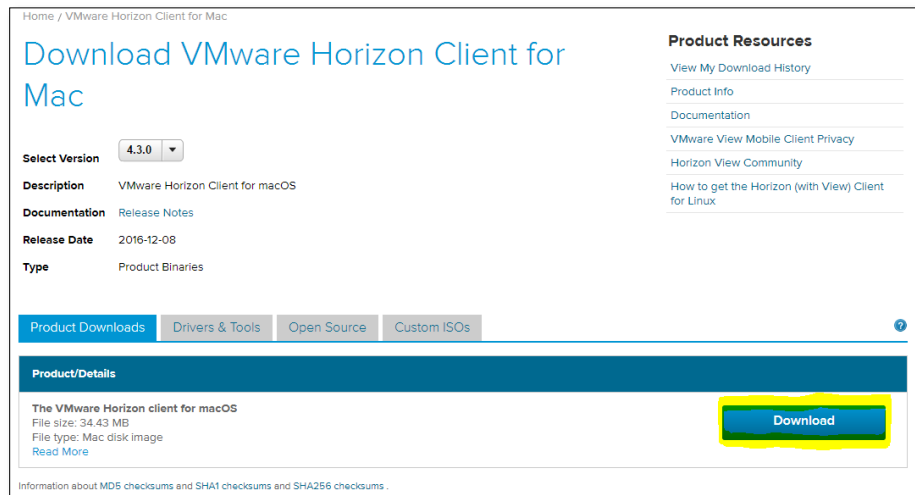 Home / VMware Horizon Client for Mac
Download VMware Horizon Client for
Mac
Select Version 4.3.0
Description VMware Horizon Client for macOS
Documentation Release Notes
Release Date 2016-12-08
Type Product Binaries
Product Resources
View My Download History
Product Info
Documentation
VMware View Mobile Client Privacy
Horizon View Community
How to get the Horizon (with View) Client
for Linux
Product Downloads Drivers & Tools Open Source Custom ISOs ?
Product/Details
The VMware Horizon client for macOS
File size: 34.43 MB
File type: Mac disk image
Read More
Download
Information about MD5 checksums and SHA1 checksums and SHA256 checksums .